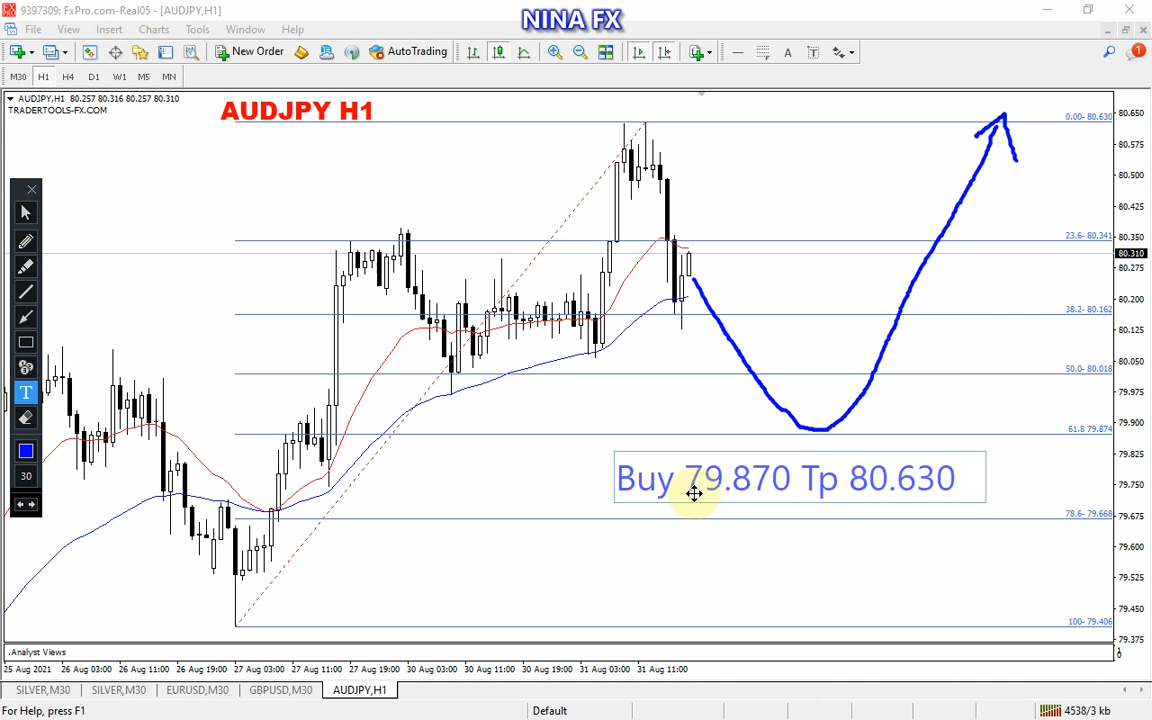 9397309: FxPro.com-Real05 - [AUDJPY,H1]
NINA FX
File View Insert Charts Tools Window Help
New Order AutoTrading
1
M30 H1 H4 D1 W1 M5 MN
AUDJPY,H1 80.257 80.316 80.257 80.310
TRADERTOOLS-FX.COM
AUDJPY H1
0.00- 80.630
23.6- 80.341
38.2- 80.162
50.0- 80.018
61.8 79.874
78.6- 79.668
100- 79.406
80.650
80.575
80.500
80.425
80.350
80.310
80.275
80.200
80.125
80.050
79.975
79.900
79.825
79.750
79.675
79.600
79.525
79.450
79.375
T
30
Buy 79.870 Tp 80.630
.Analyst Views
1
0
25 Aug 2021 26 Aug 03:00 26 Aug 11:00 26 Aug 19:00 27 Aug 03:00 27 Aug 11:00 27 Aug 19:00 30 Aug 03:00 30 Aug 11:00 30 Aug 19:00 31 Aug 03:00 31 Aug 11:00
SILVER,M30 SILVER,M30 EURUSD,M30 GBPUSD,M30 AUDJPY,H1
For Help, press F1 Default 4538/3 kb